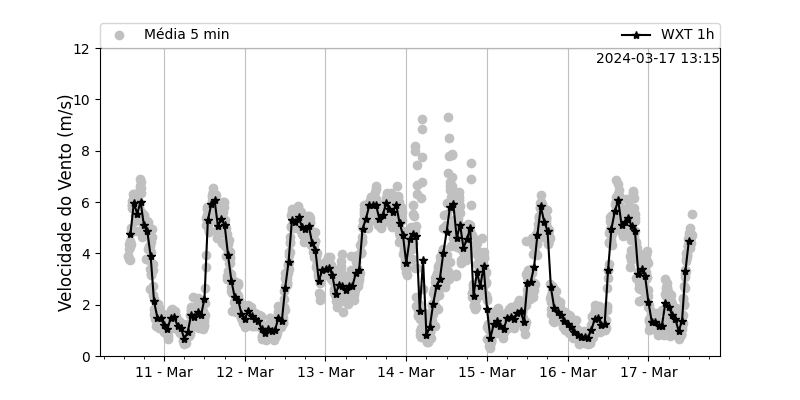 Média 5 min
WXT 1h
2024-03-17 13:15
Velocidade do Vento (m/s)
12
10
8
6
4
2
0
11 - Mar
12 - Mar
13 - Mar
14 - Mar
15 - Mar
16 - Mar
17 - Mar